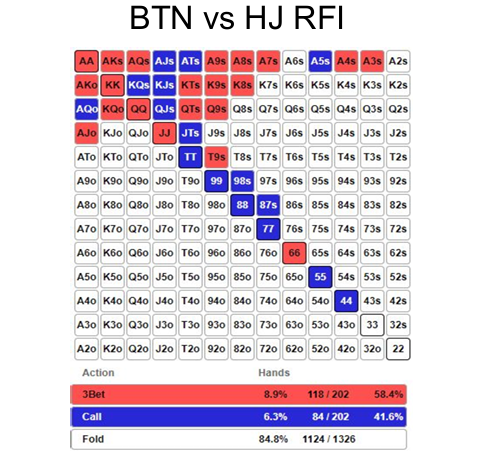 BTN vs HJ RFI
AA AKs AQs AJs ATs A9s A8s A7s A6s A5s A4s A3s A2s
AKo KK KQs KJs KTs K9s K8s K7s K6s K5s K4s K3s K2s
AQo KQo QQ QJs QTs Q9s Q8s Q7s Q6s Q5s Q4s Q3s Q2s
AJo KJo QJo JJ JTs J9s J8s J7s J6s J5s J4s J3s J2s
ATo KTo QTo JTo TT T9s T8s T7s T6s T5s T4s T3s T2s
A9o K9o Q9o J9o T9o 99 98s 97s 96s 95s 94s 93s 92s
A8o K8o Q8o J8o T8o 98o 88 87s 86s 85s 84s 83s 82s
A7o K7o Q7o J7o T7o 97o 87o 77 76s 75s 74s 73s 72s
A6o K6o Q6o J6o T6o 96o 86o 76o 66 65s 64s 63s 62s
A5o K5o Q5o J5o T5o 95o 85o 75o 65o 55 54s 53s 52s
A4o K4o Q4o J4o T4o 94o 84o 74o 64o 54o 44 43s 42s
A3o K3o Q3o J3o T3o 93o 83o 73o 63o 53o 43o 33 32s
A2o K2o Q2o J2o T2o 92o 82o 72o 62o 52o 42o 32o 22
Action Hands
3Bet 8.9% 118 / 202 58.4%
Call 6.3% 84 / 202 41.6%
Fold 84.8% 1124 / 1326